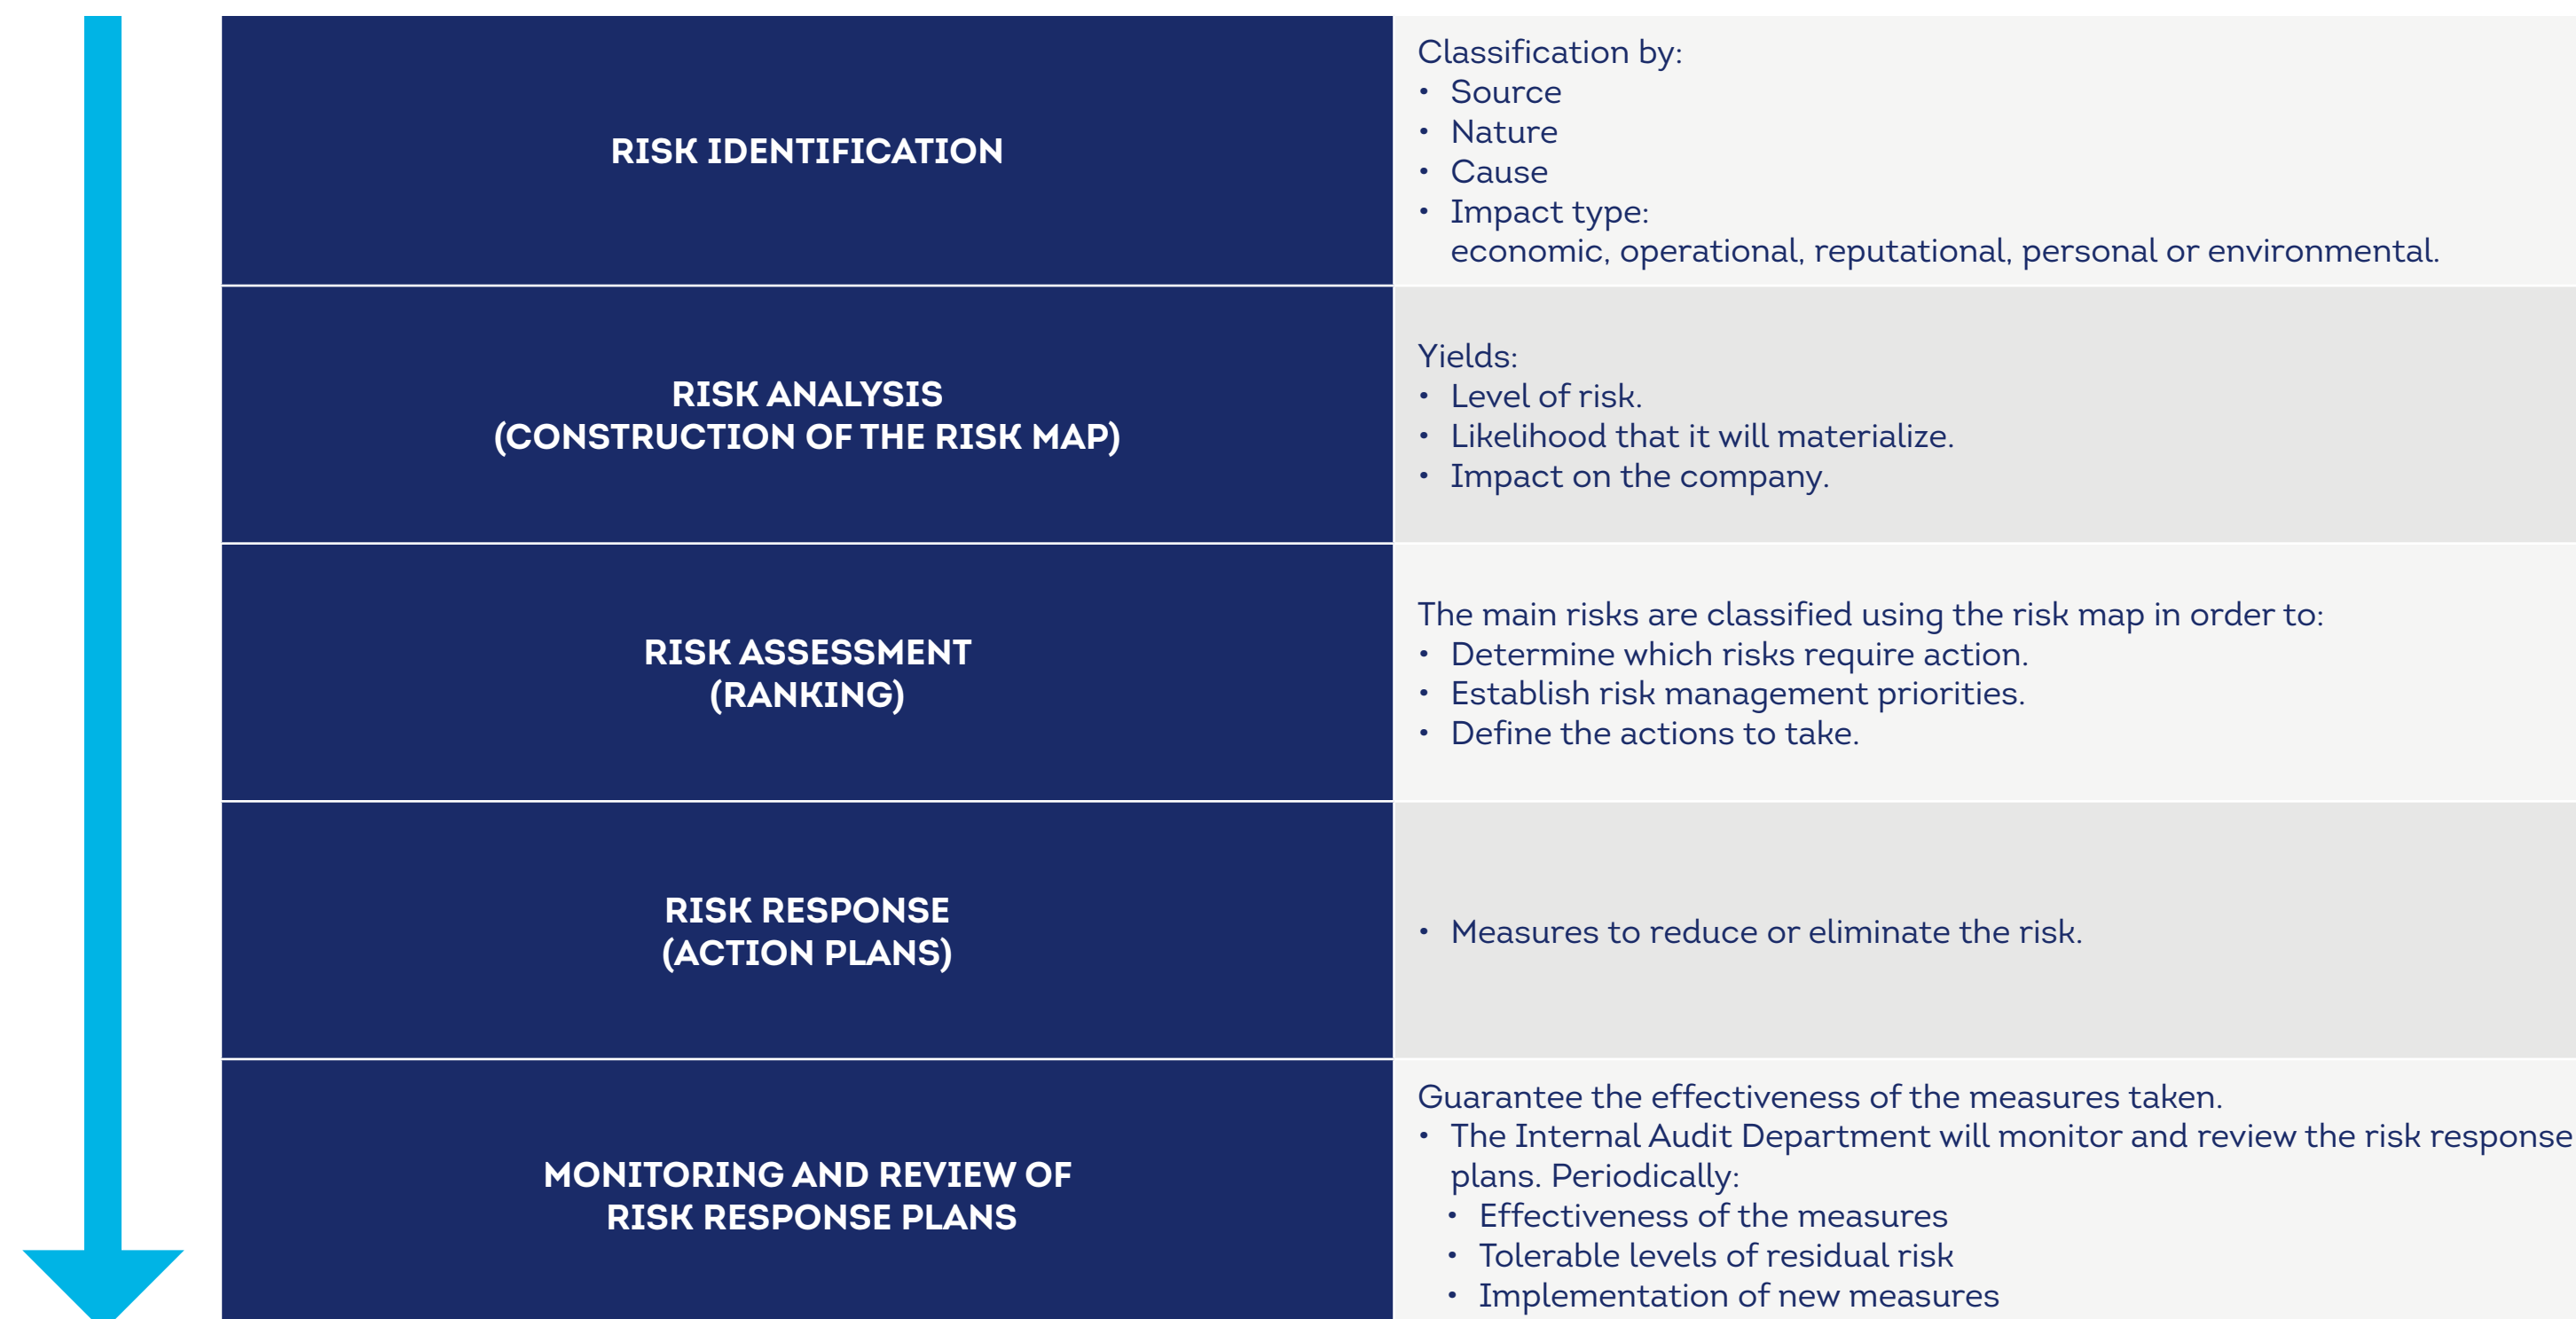 RISK IDENTIFICATION
Classification by:
• Source
• Nature
• Cause
• Impact type:
economic, operational, reputational, personal or environmental.
RISK ANALYSIS
(CONSTRUCTION OF THE RISK MAP)
Yields:
• Level of risk.
• Likelihood that it will materialize.
• Impact on the company.
RISK ASSESSMENT
(RANKING)
The main risks are classified using the risk map in order to:
• Determine which risks require action.
• Establish risk management priorities.
• Define the actions to take.
RISK RESPONSE
(ACTION PLANS)
• Measures to reduce or eliminate the risk.
MONITORING AND REVIEW OF
RISK RESPONSE PLANS
Guarantee the effectiveness of the measures taken.
• The Internal Audit Department will monitor and review the risk response
plans. Periodically:
• Effectiveness of the measures
• Tolerable levels of residual risk
• Implementation of new measures